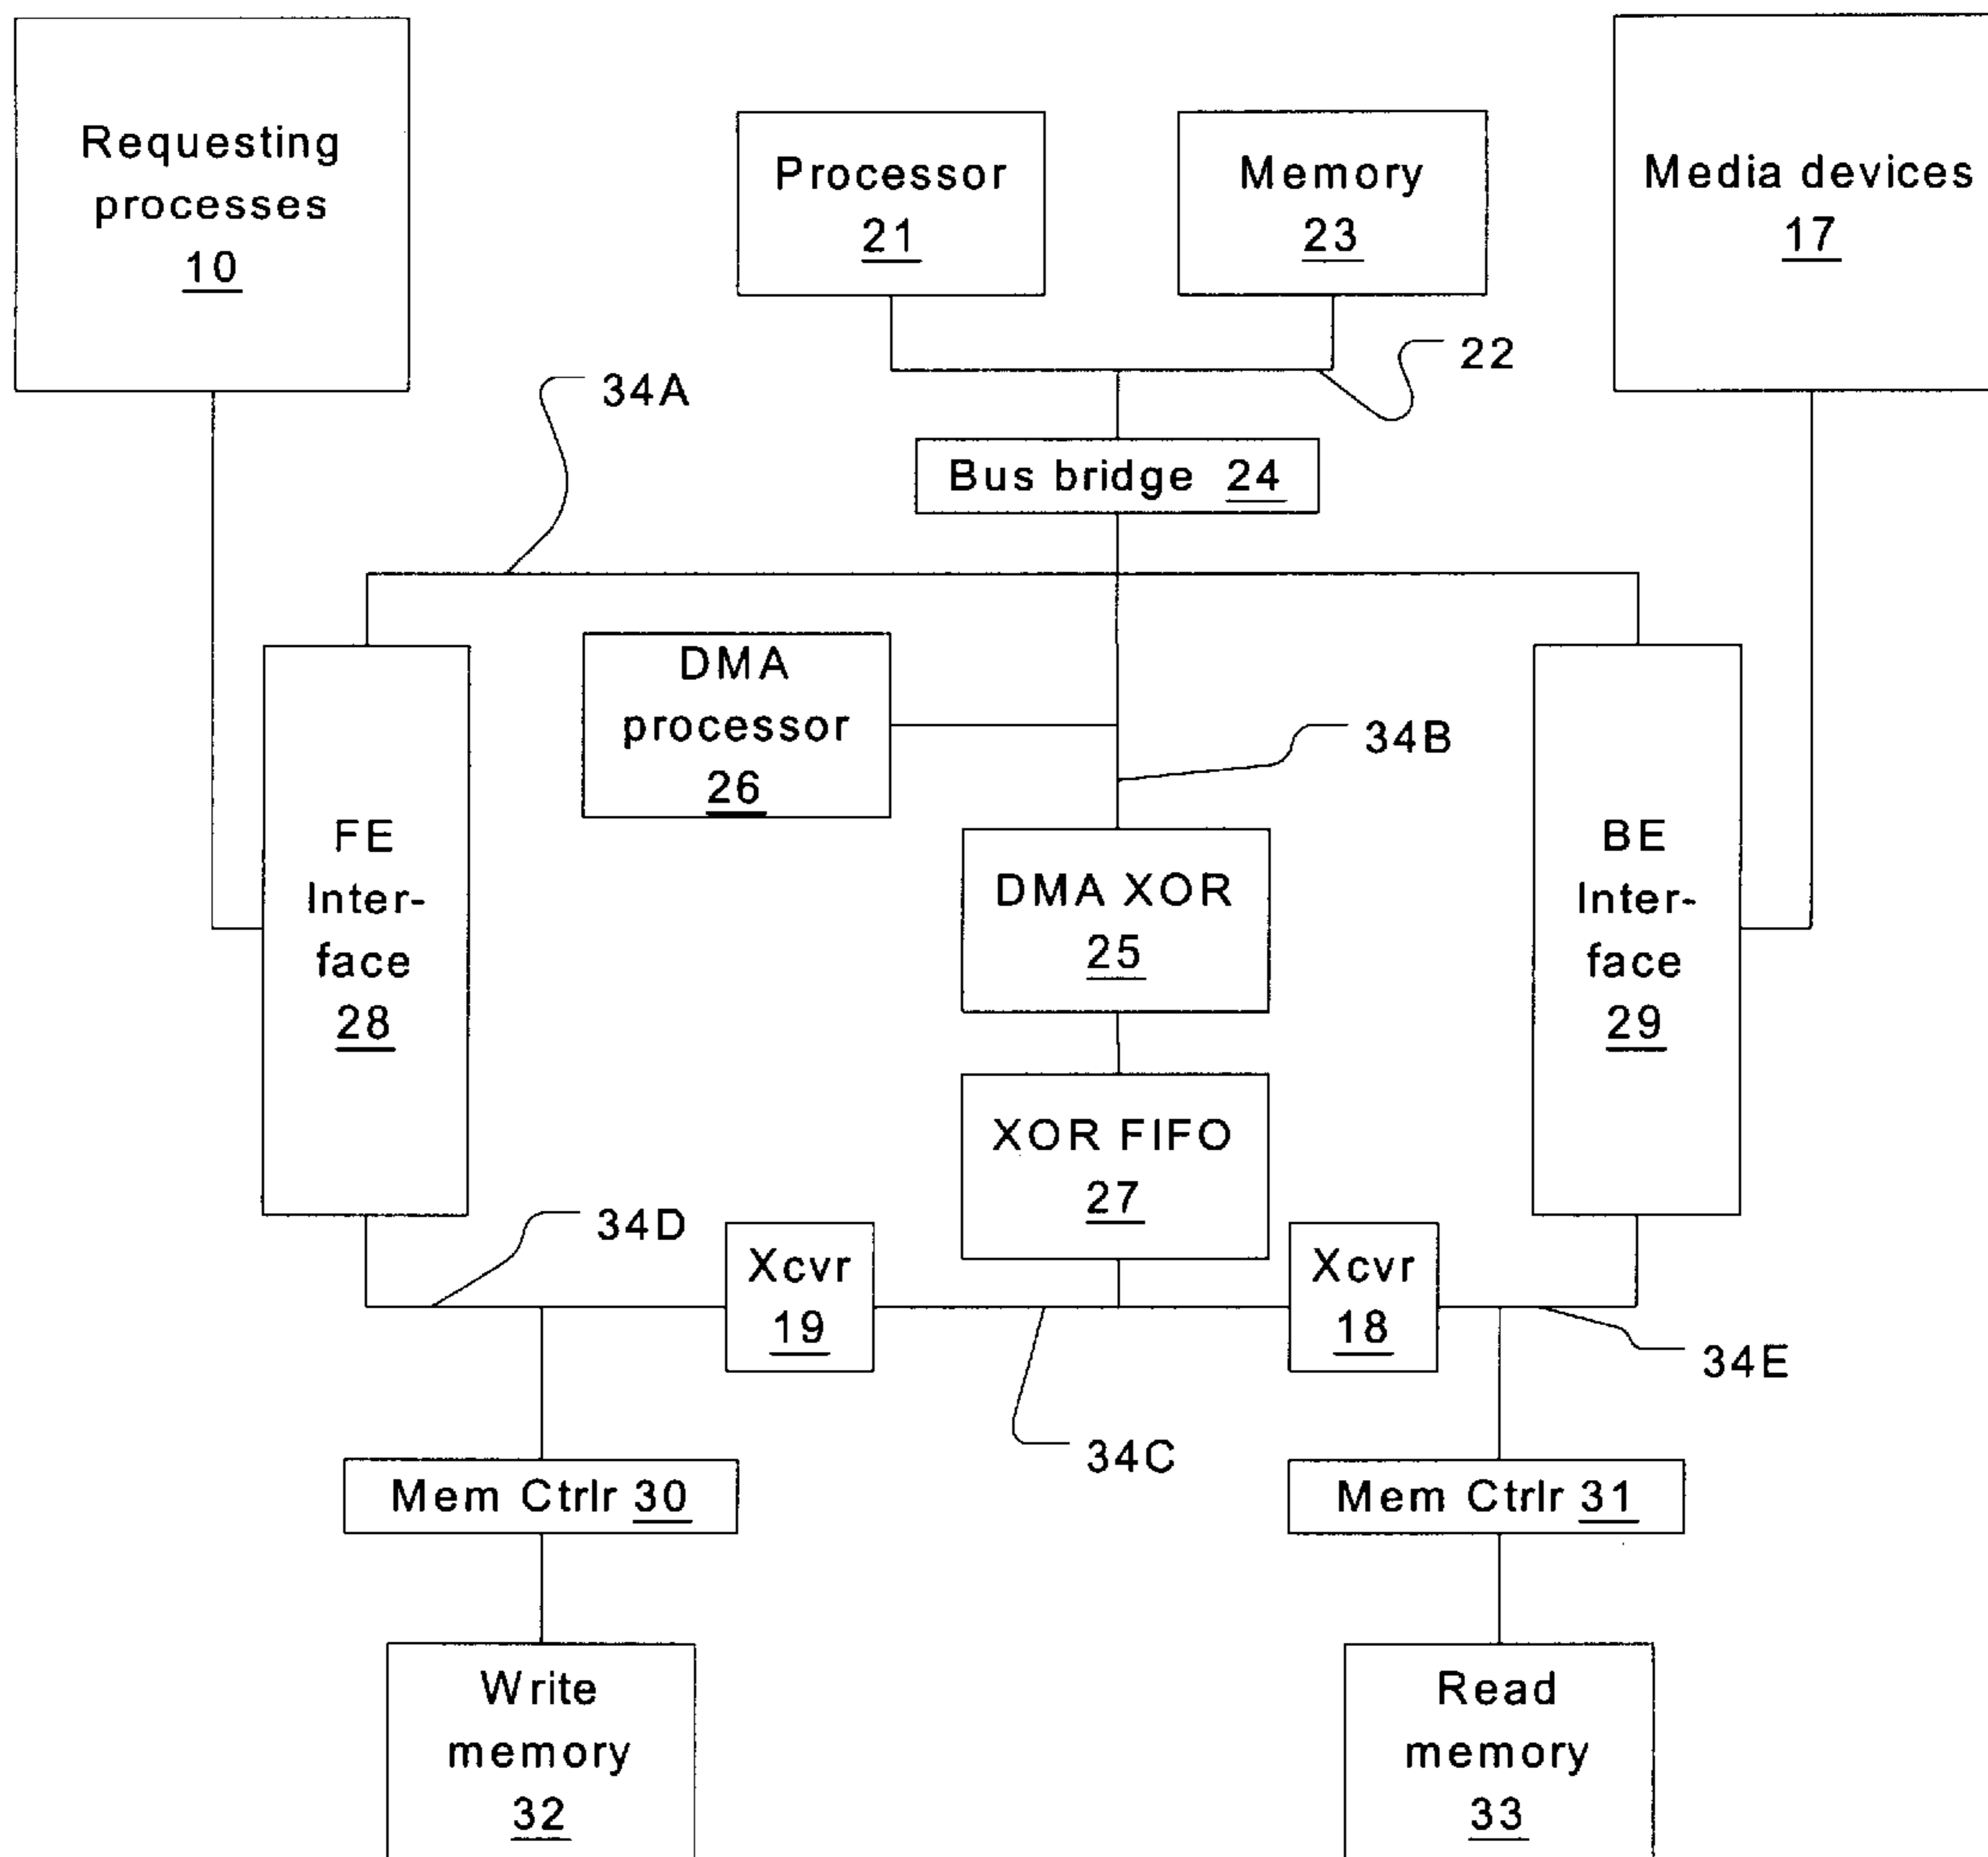 Requesting
processes
10
Processor
21
Memory
23
Media devices
17
22
34A
Bus bridge 24
DMA
processor
26
34B
FE
Inter-
face
28
DMA XOR
25
BE
Inter-
face
29
XOR FIFO
27
34D
Xcvr
19
Xcvr
18
34E
34C
Mem Ctrlr 30
Mem Ctrlr 31
Write
memory
32
Read
memory
33